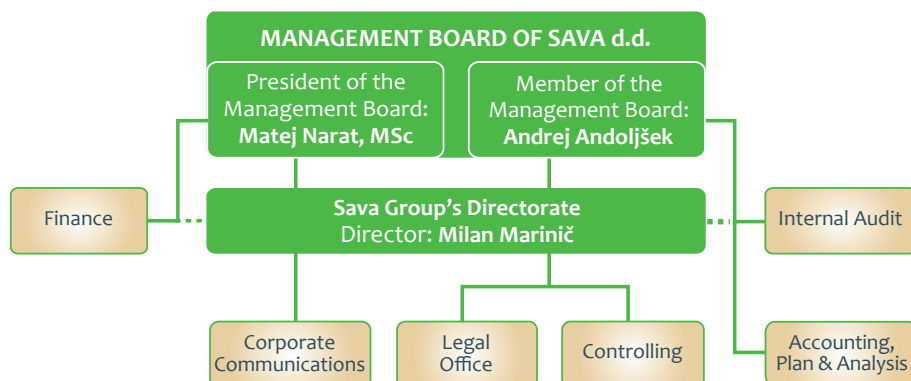 MANAGEMENT BOARD OF SAVA d.d.
President of the
Management Board:
Matej Narat, MSc
Member of the
Management Board:
Andrej Andoljšek
Finance
Sava Group's Directorate
Director: Milan Marinič
Internal Audit
Corporate
Communications
Legal
Office
Controlling
Accounting,
Plan & Analysis